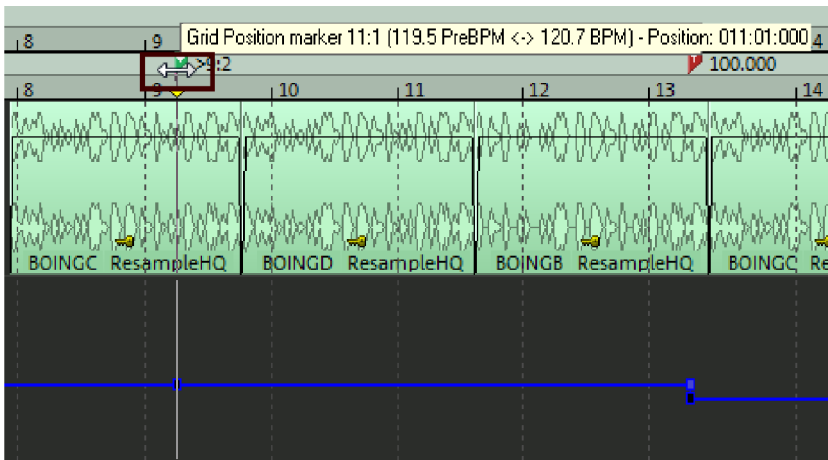 8 9 Grid Position marker 11:1 (119.5 PreBPM <-> 120.7 BPM) - Position: 011:01:000 4
>9:2 100.000
8 9 10 11 12 13 14
BOINGC ResampleHQ BOINGD ResampleHQ BOINGB ResampleHQ BOINGC Re